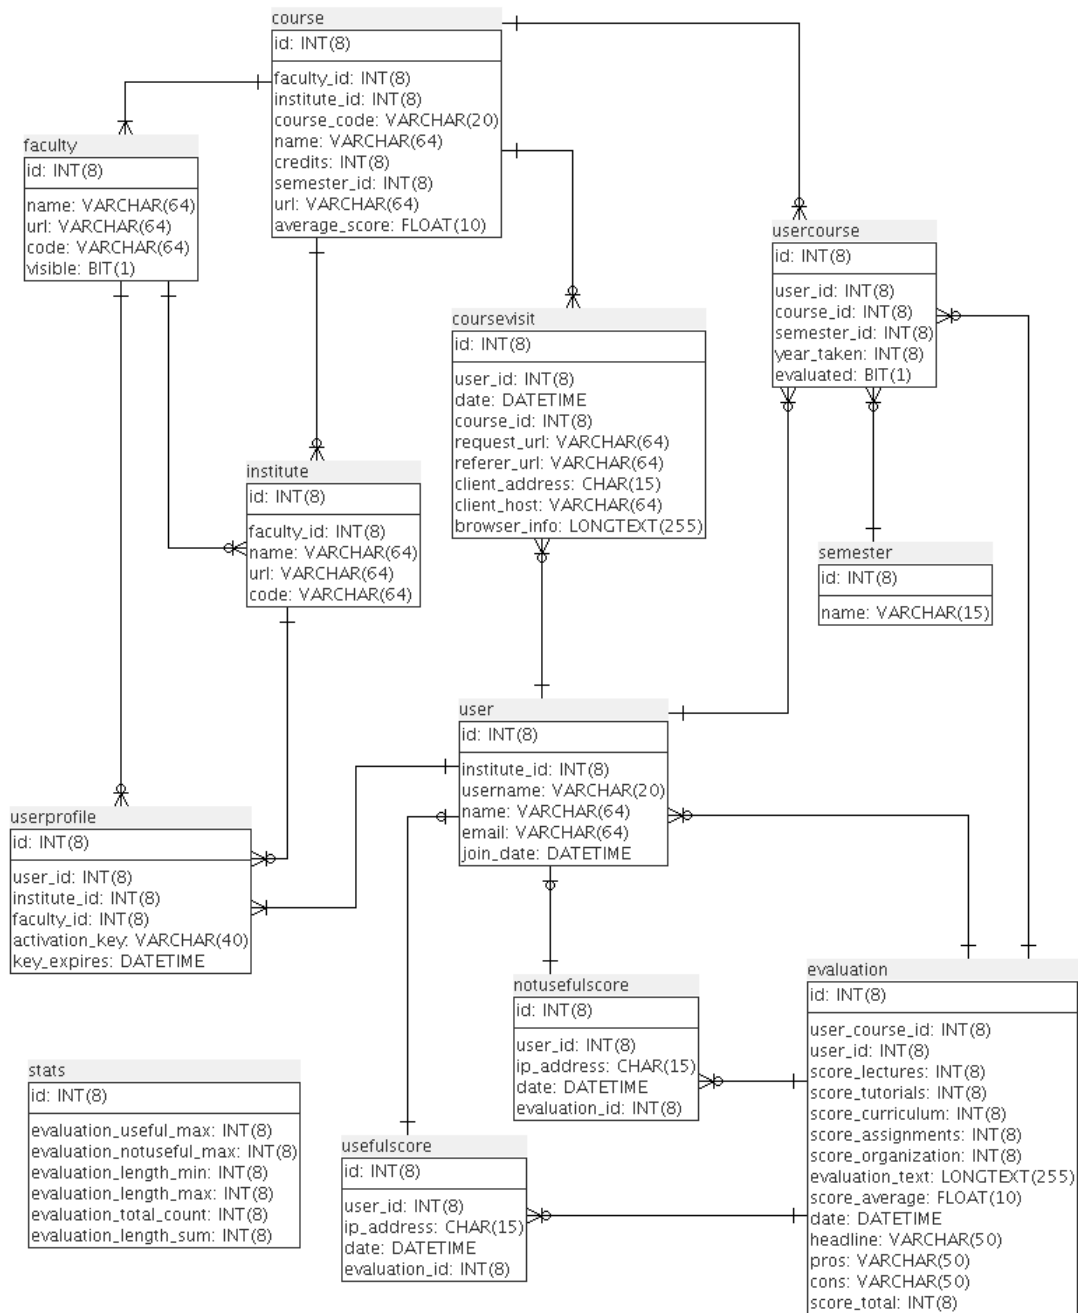 course
id: INT(8)
faculty_id: INT(8)
institute_id: INT(8)
course_code: VARCHAR(20)
name: VARCHAR(64)
credits: INT(8)
semester_id: INT(8)
url: VARCHAR(64)
average_score: FLOAT(10)
faculty
id: INT(8)
name: VARCHAR(64)
url: VARCHAR(64)
code: VARCHAR(64)
visible: BIT(1)
usercourse
id: INT(8)
user_id: INT(8)
course_id: INT(8)
semester_id: INT(8)
year_taken: INT(8)
evaluated: BIT(1)
coursevisit
id: INT(8)
user_id: INT(8)
date: DATETIME
course_id: INT(8)
request_url: VARCHAR(64)
referer_url: VARCHAR(64)
client_address: CHAR(15)
client_host: VARCHAR(64)
browser_info: LONGTEXT(255)
institute
id: INT(8)
faculty_id: INT(8)
name: VARCHAR(64)
url: VARCHAR(64)
code: VARCHAR(64)
semester
id: INT(8)
name: VARCHAR(15)
user
id: INT(8)
institute_id: INT(8)
username: VARCHAR(20)
name: VARCHAR(64)
email: VARCHAR(64)
join_date: DATETIME
userprofile
id: INT(8)
user_id: INT(8)
institute_id: INT(8)
faculty_id: INT(8)
activation_key: VARCHAR(40)
key_expires: DATETIME
notusefulscore
id: INT(8)
user_id: INT(8)
ip_address: CHAR(15)
date: DATETIME
evaluation_id: INT(8)
evaluation
id: INT(8)
user_course_id: INT(8)
user_id: INT(8)
score_lectures: INT(8)
score_tutorials: INT(8)
score_curriculum: INT(8)
score_assignments: INT(8)
score_organization: INT(8)
evaluation_text: LONGTEXT(255)
score_average: FLOAT(10)
date: DATETIME
headline: VARCHAR(50)
pros: VARCHAR(50)
cons: VARCHAR(50)
score_total: INT(8)
stats
id: INT(8)
evaluation_useful_max: INT(8)
evaluation_notuseful_max: INT(8)
evaluation_length_min: INT(8)
evaluation_length_max: INT(8)
evaluation_total_count: INT(8)
evaluation_length_sum: INT(8)
usefulscore
id: INT(8)
user_id: INT(8)
ip_address: CHAR(15)
date: DATETIME
evaluation_id: INT(8)